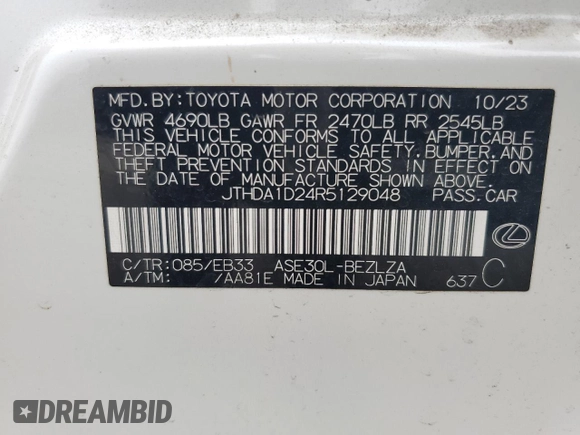 MFD.BY:TOYOTA MOTOR CORPORATION 10/23
GVWR 4690LB GAWR FR 2470LB RR 2545LB
THIS VEHICLE CONFORMS TO ALL APPLICABLE
FEDERAL MOTOR VEHICLE SAFETY,BUMPER,AND
THEFT PREVENTION STANDARDS IN EFFECT ON
THE DATE OF MANUFACTURE SHOWN ABOVE.
JTHDA1D24R5129048 PASS.CAR
C/TR:085/EB33 ASE30L-BEZLZA
A/TM: /AA81E MADE IN JAPAN 637 C
DREAMBID